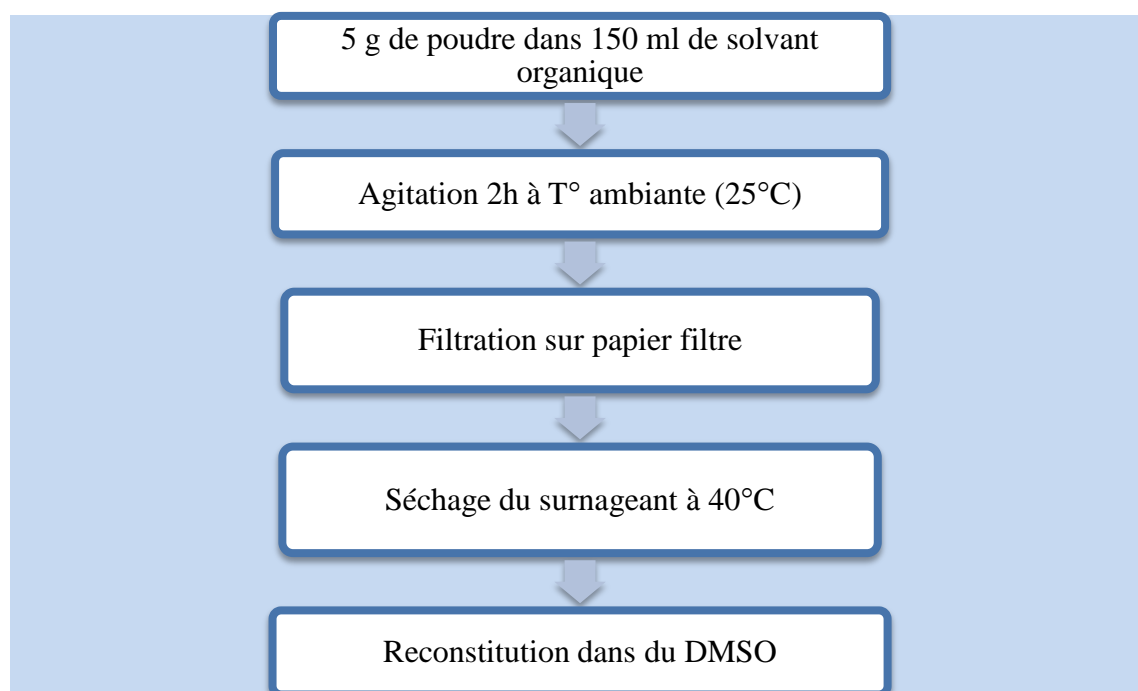 5 g de poudre dans 150 ml de solvant
organique
Agitation 2h à T° ambiante (25°C)
Filtration sur papier filtre
Séchage du surnageant à 40°C
Reconstitution dans du DMSO